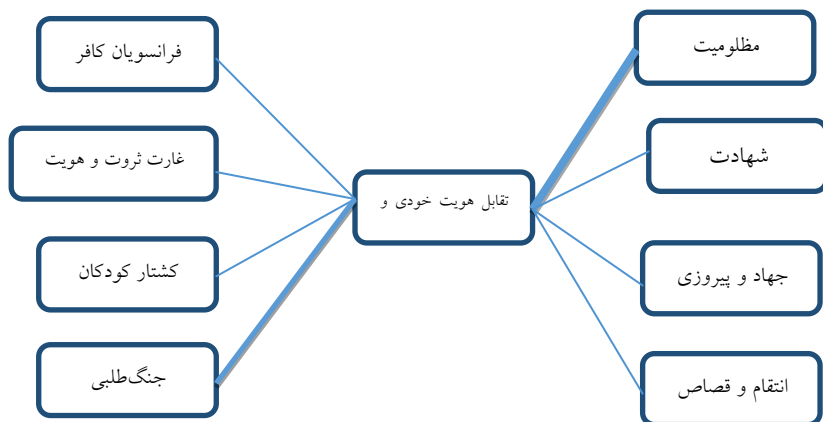 مظلومیت
شهادت
جهاد و پیروزی
انتقام و قصاص
تقابل هویت خودی و
فرانسویان کافر
غارت ثروت و هویت
کشتار کودکان
جنگ‌طلبی